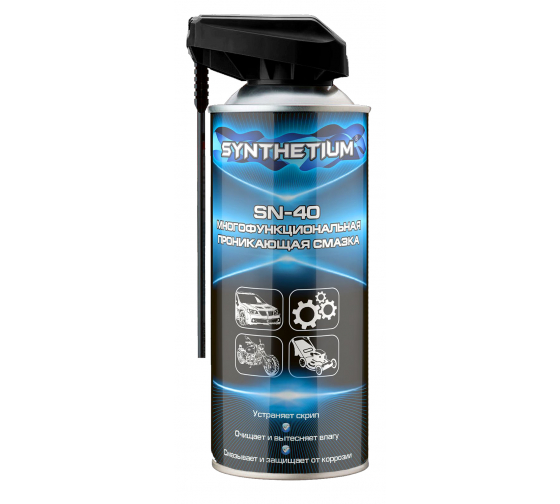 SYNTHETIUM®
SN-40
МНОГОФУНКЦИОНАЛЬНАЯ
ПРОНИКАЮЩАЯ СМАЗКА
Устраняет скрип
Очищает и вытесняет влагу
Смазывает и защищает от коррозии